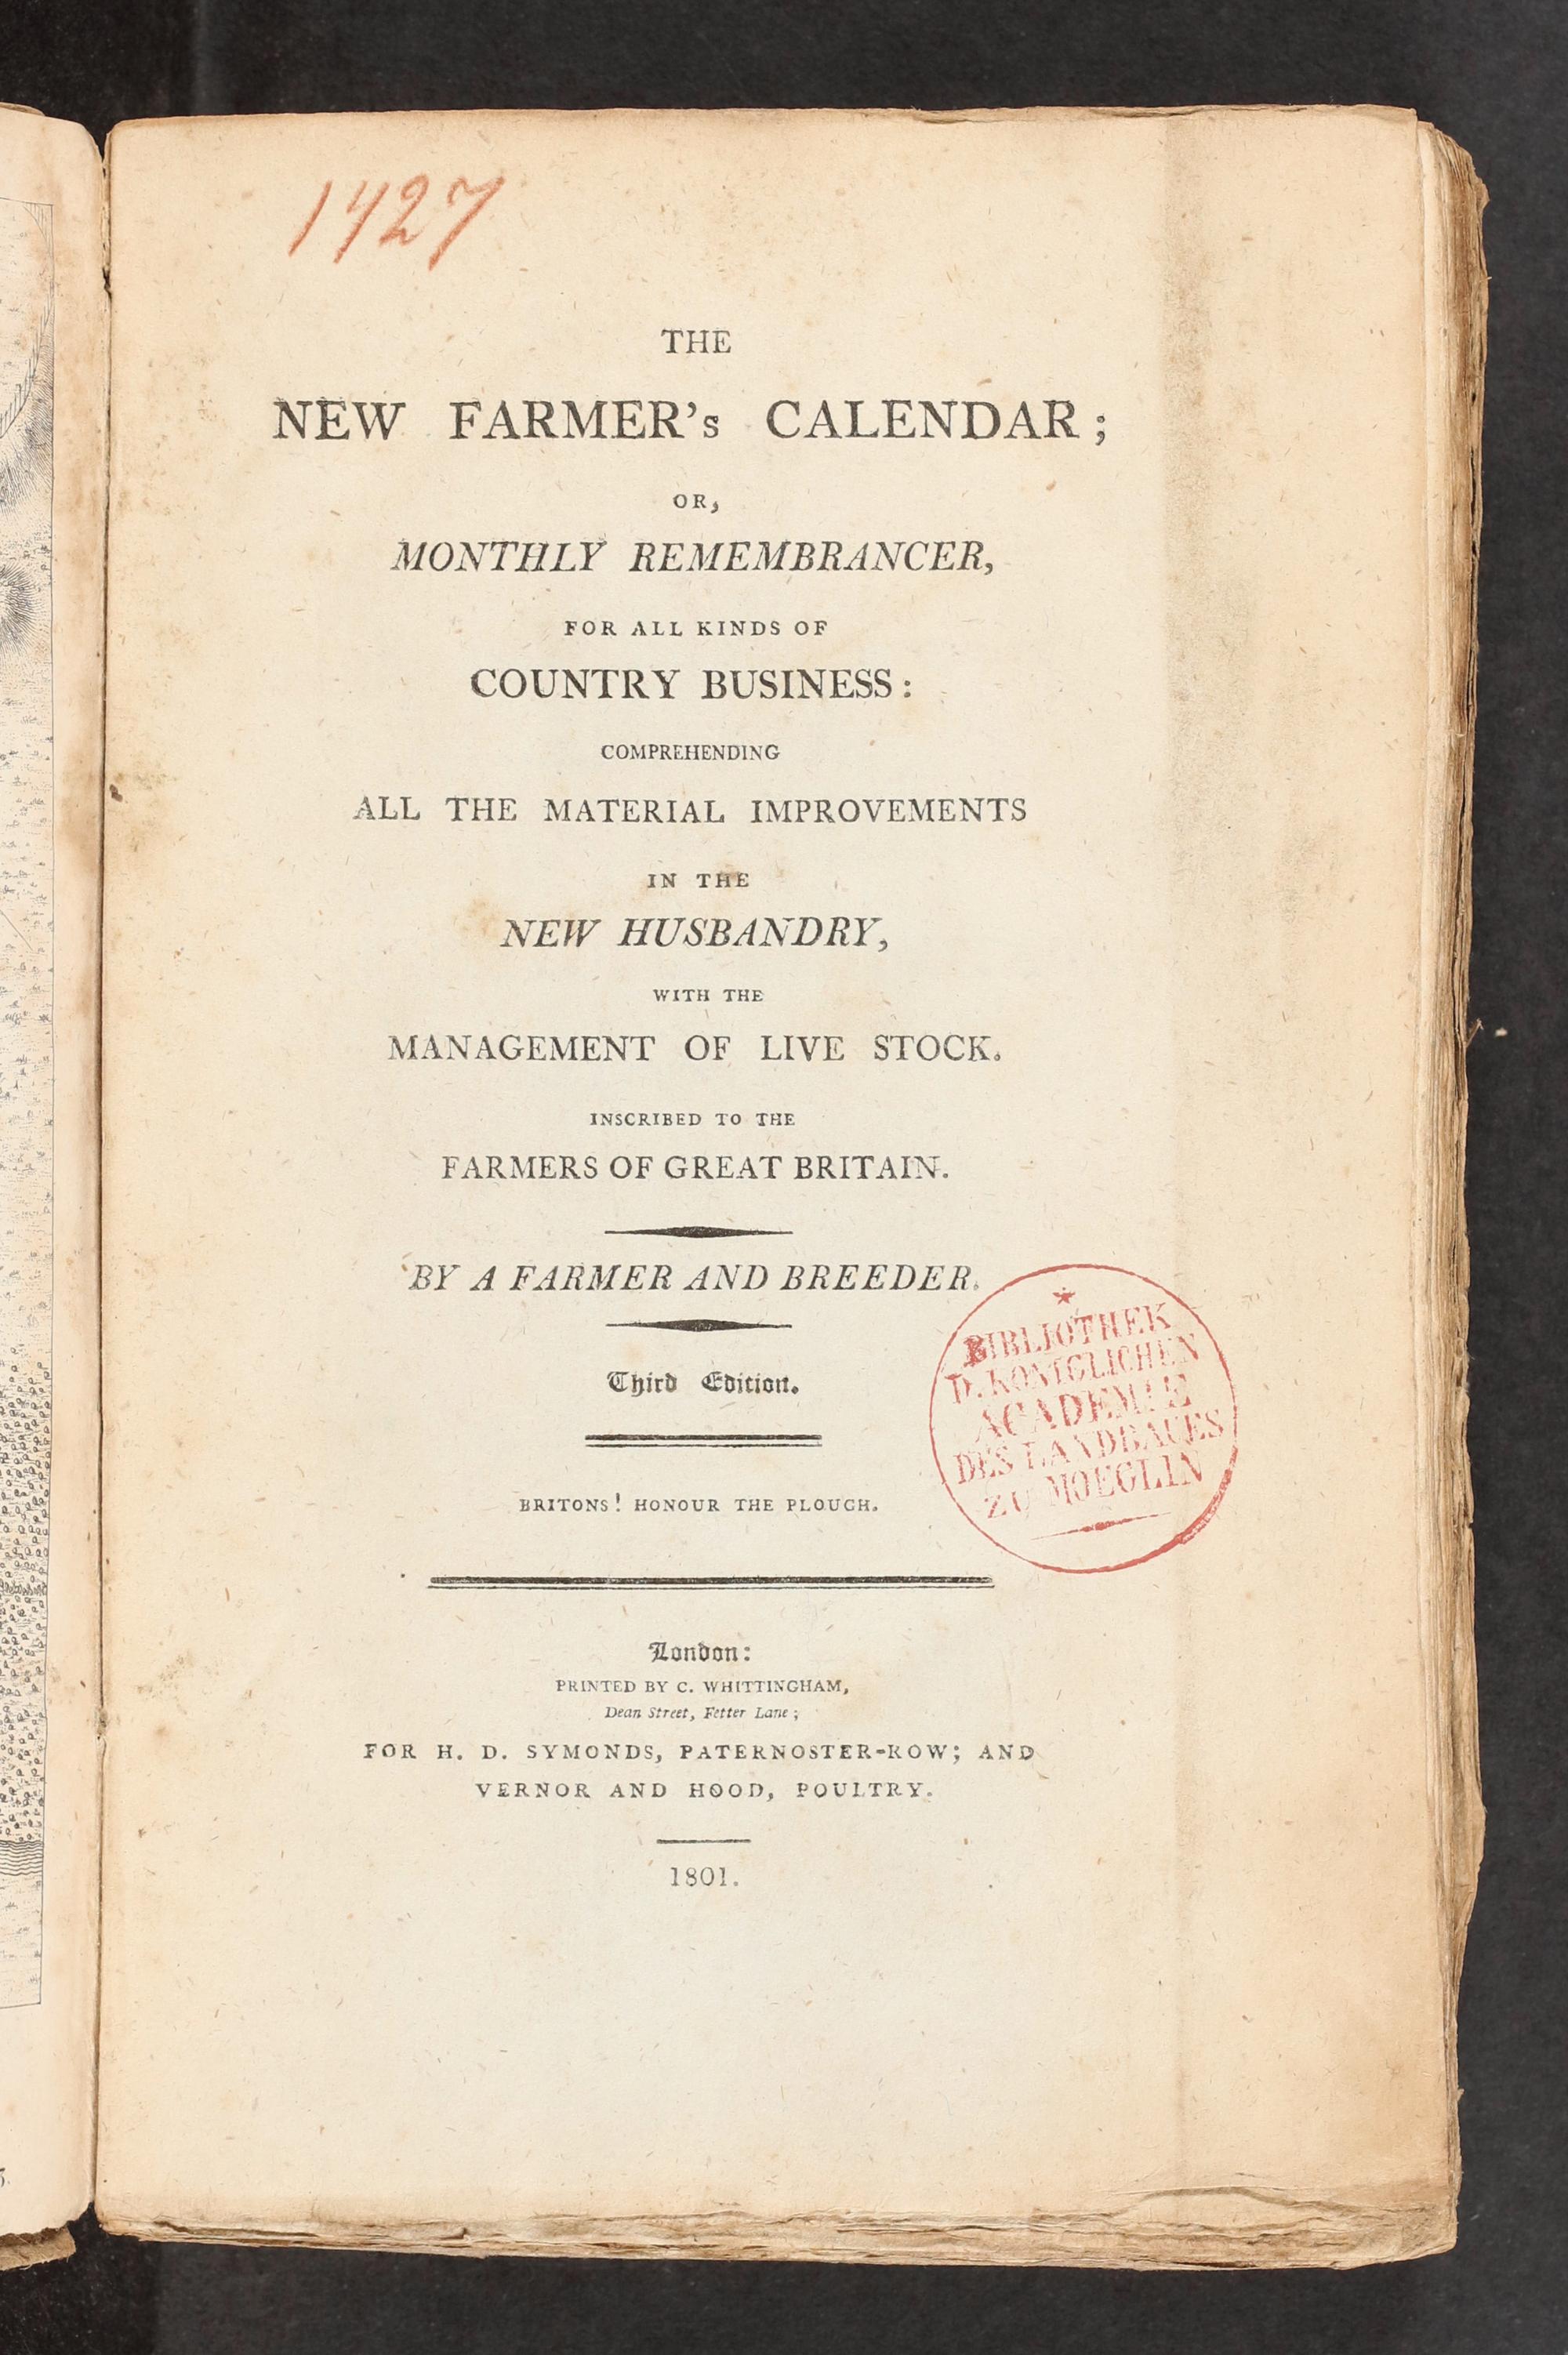 1427
THE
NEW FARMER's CALENDAR;
OR,
MONTHLY REMEMBRANCER,
FOR ALL KINDS OF
COUNTRY BUSINESS:
COMPREHENDING
ALL THE MATERIAL IMPROVEMENTS
IN THE
NEW HUSBANDRY,
WITH THE
MANAGEMENT OF LIVE STOCK.
INSCRIBED TO THE
FARMERS OF GREAT BRITAIN.
BY A FARMER AND BREEDER.
Third Edition.
BRITONS! HONOUR THE PLOUGH.
BIBLIOTHEK
D. KÖNIGLICHEN
ACADEMIE
DES LANDBAUES
ZU MOEGLIN
London:
PRINTED BY C. WHITTINGHAM,
Dean Street, Fetter Lane;
FOR H. D. SYMONDS, PATERNOSTER-ROW; AND
VERNOR AND HOOD, POULTRY.
1801.